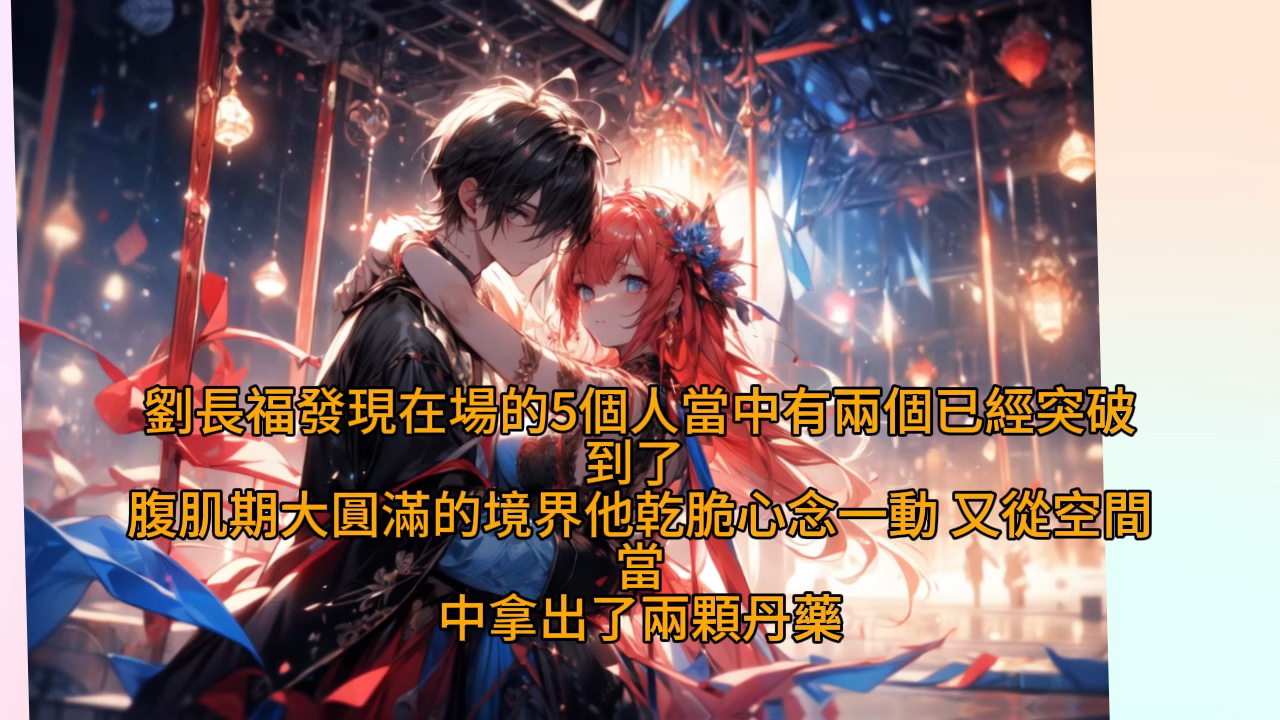 劉長福發現在場的5個人當中有兩個已經突破
到了
腹肌期大圓滿的境界他乾脆心念一動 又從空間
當
中拿出了兩顆丹藥